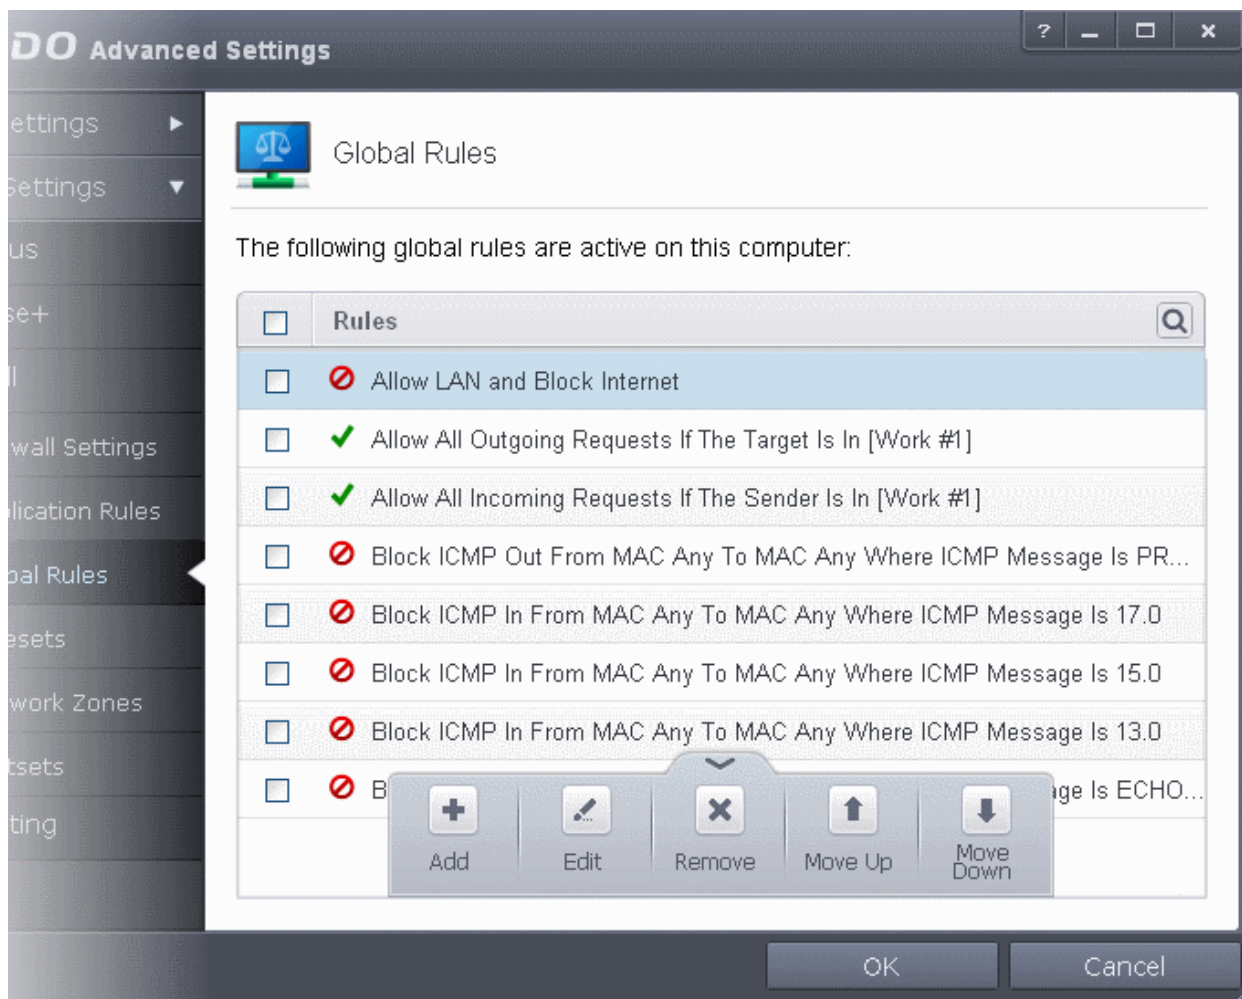 DO Advanced Settings
?
ettings
Settings
us
se+
ll
wall Settings
lication Rules
bal Rules
esets
work Zones
tsets
ting
Global Rules
The following global rules are active on this computer:
Rules
Allow LAN and Block Internet
Allow All Outgoing Requests If The Target Is In [Work #1]
Allow All Incoming Requests If The Sender Is In [Work #1]
Block ICMP Out From MAC Any To MAC Any Where ICMP Message Is PR...
Block ICMP In From MAC Any To MAC Any Where ICMP Message Is 17.0
Block ICMP In From MAC Any To MAC Any Where ICMP Message Is 15.0
Block ICMP In From MAC Any To MAC Any Where ICMP Message Is 13.0
B age Is ECHO...
Add
Edit
Remove
Move Up
Move
Down
OK
Cancel